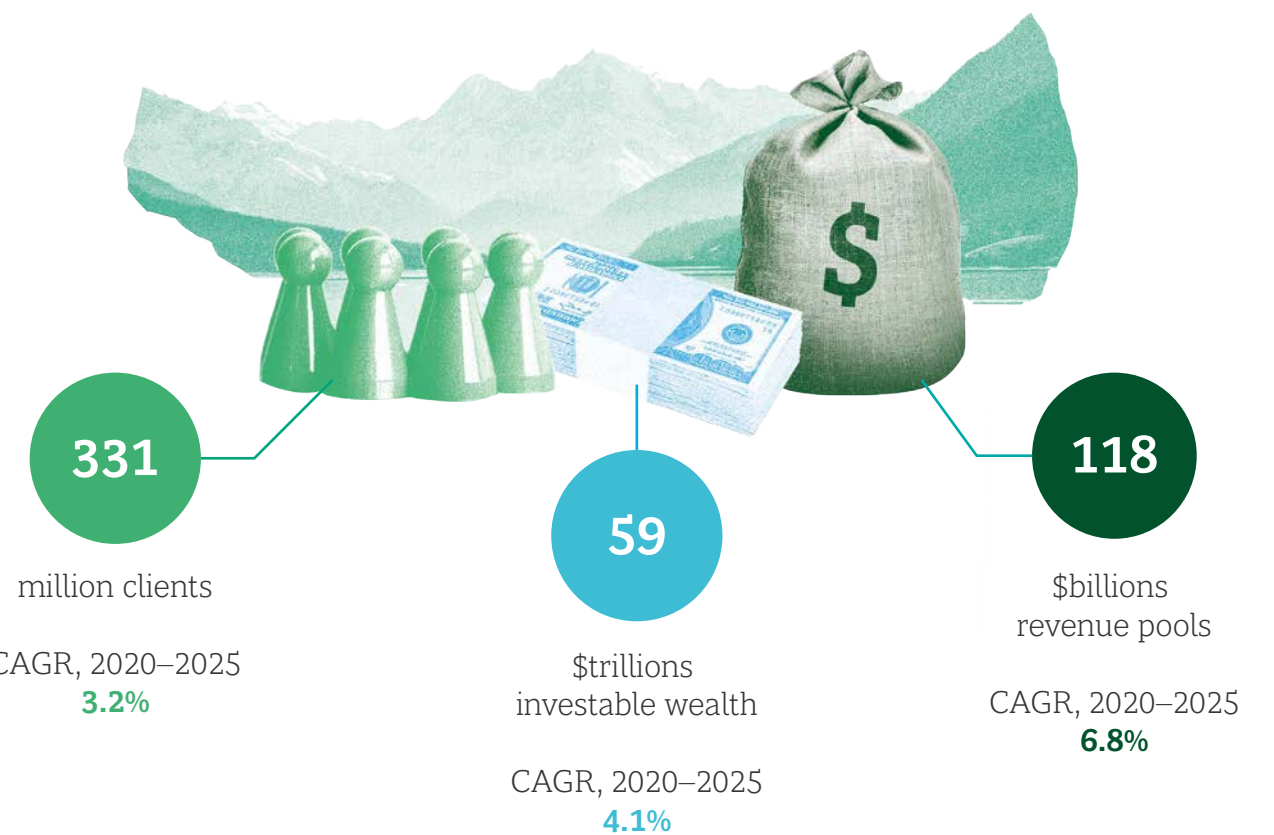 $
331
million clients
CAGR, 2020–2025
3.2%
59
$trillions
investable wealth
CAGR, 2020–2025
4.1%
118
$billions
revenue pools
CAGR, 2020–2025
6.8%